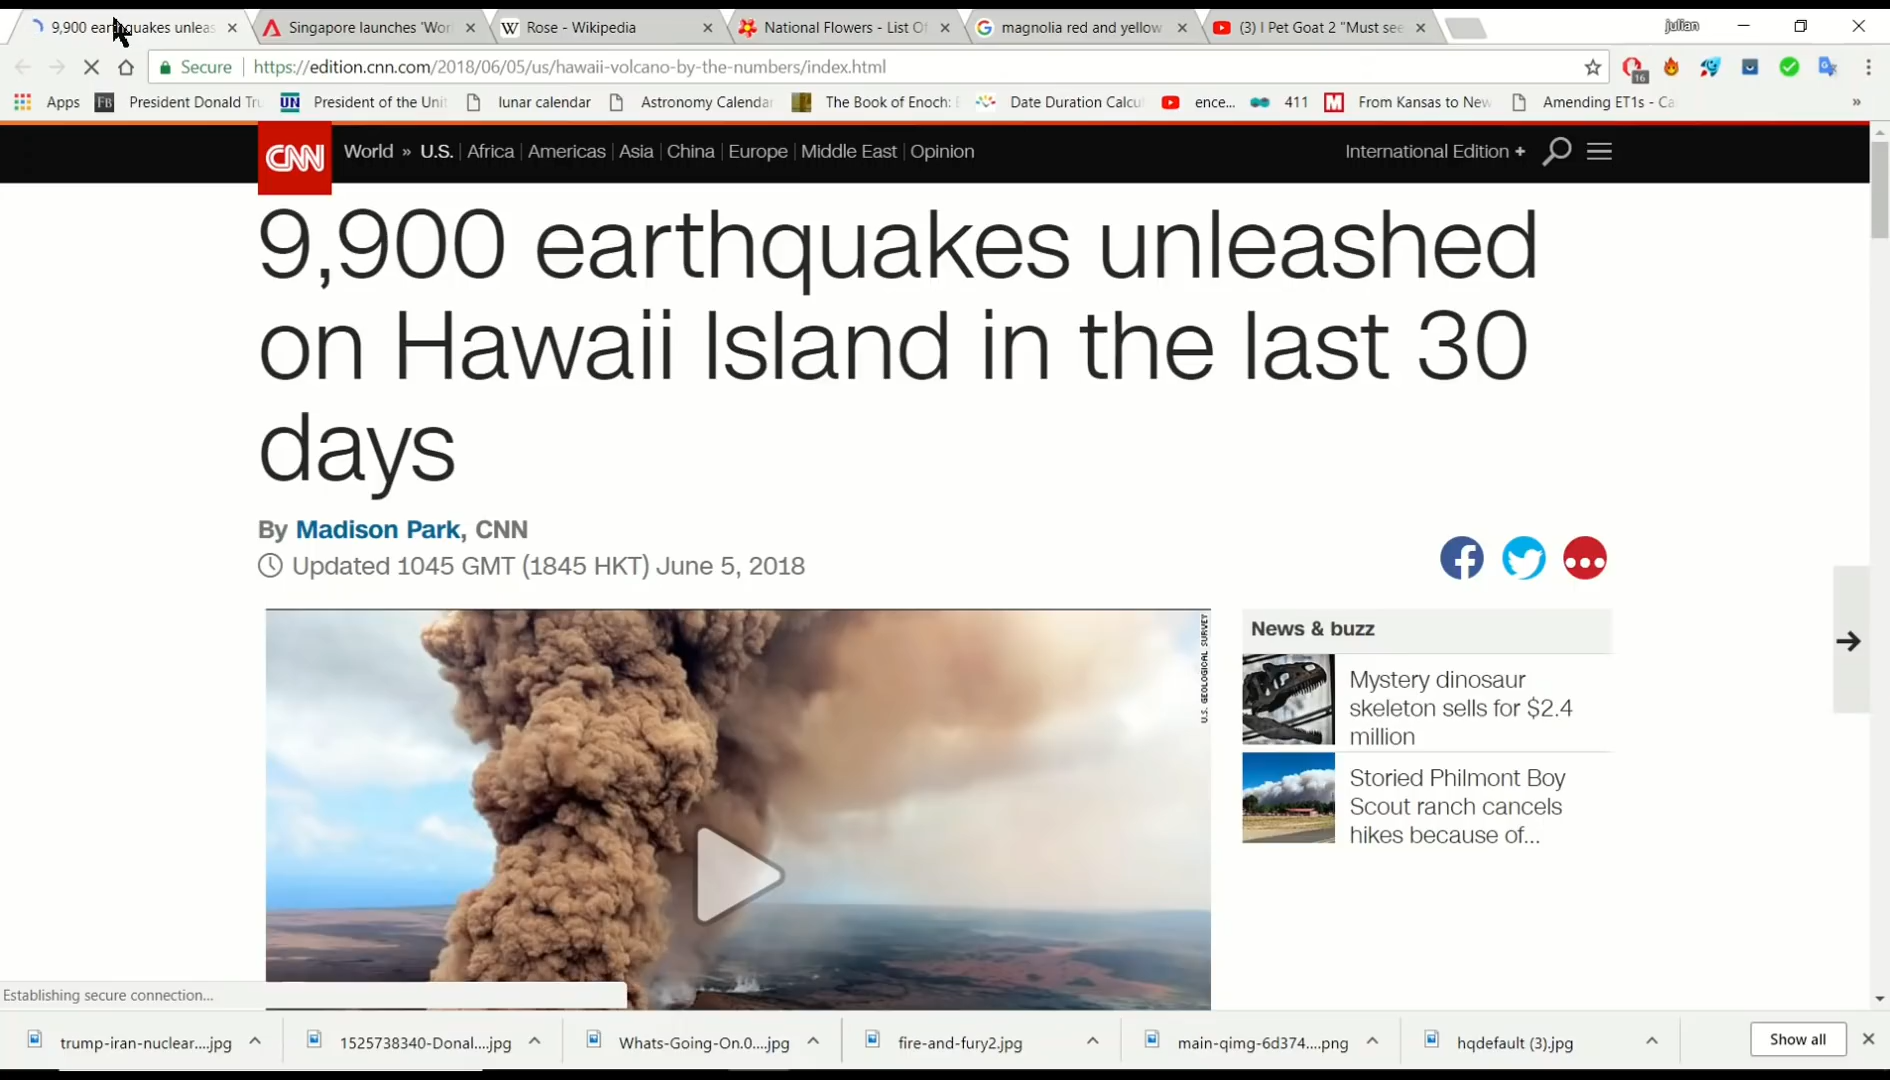 9,900 earthquakes unleas
Singapore launches 'Wor
Rose - Wikipedia
National Flowers - List Of
magnolia red and yellow
(3) I Pet Goat 2 "Must see
julian
Secure
https://edition.cnn.com/2018/06/05/us/hawaii-volcano-by-the-numbers/index.html
16
Apps
FB
President Donald Tru
UN
President of the Unit
lunar calendar
Astronomy Calendar
The Book of Enoch:
Date Duration Calcu
ence...
411
M
From Kansas to New
Amending ET1s - Ca
»
CNN
World » U.S. | Africa | Americas | Asia | China | Europe | Middle East | Opinion
International Edition +
9,900 earthquakes unleashed
on Hawaii Island in the last 30
days
By Madison Park, CNN
Updated 1045 GMT (1845 HKT) June 5, 2018
U.S. GEOLOGICAL SURVEY
News & buzz
Mystery dinosaur
skeleton sells for $2.4
million
Storied Philmont Boy
Scout ranch cancels
hikes because of...
Establishing secure connection...
trump-iran-nuclear....jpg
1525738340-Donal....jpg
Whats-Going-On.0....jpg
fire-and-fury2.jpg
main-qimg-6d374....png
hqdefault (3).jpg
Show all